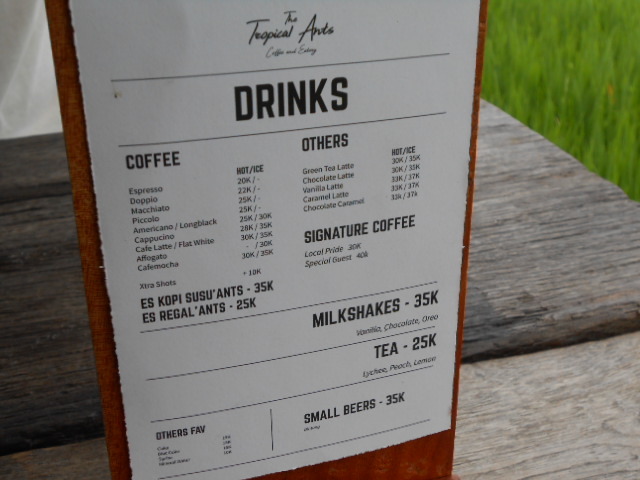 The
Tropical Ants
Coffee and Eatery
DRINKS
COFFEE
HOT/ICE
Espresso 20K / -
Doppio 22K / -
Macchiato 25K / -
Piccolo 25K / -
Americano / Longblack 25K / 30K
Cappucino 28K / 35K
Cafe Latte / Flat White 30K / 35K
Affogato - / 30K
Cafemocha 30K / 35K
Xtra Shots + 10K
ES KOPI SUSU'ANTS - 35K
ES REGAL'ANTS - 25K
OTHERS
HOT/ICE
Green Tea Latte 30K / 35K
Chocolate Latte 30K / 35K
Vanilla Latte 33K / 37K
Caramel Latte 33K / 37K
Chocolate Caramel 33k / 37k
SIGNATURE COFFEE
Local Pride 30K
Special Guest 40k
MILKSHAKES - 35K
Vanilla, Chocolate, Oreo
TEA - 25K
Lychee, Peach, Lemon
OTHERS FAV
SMALL BEERS - 35K